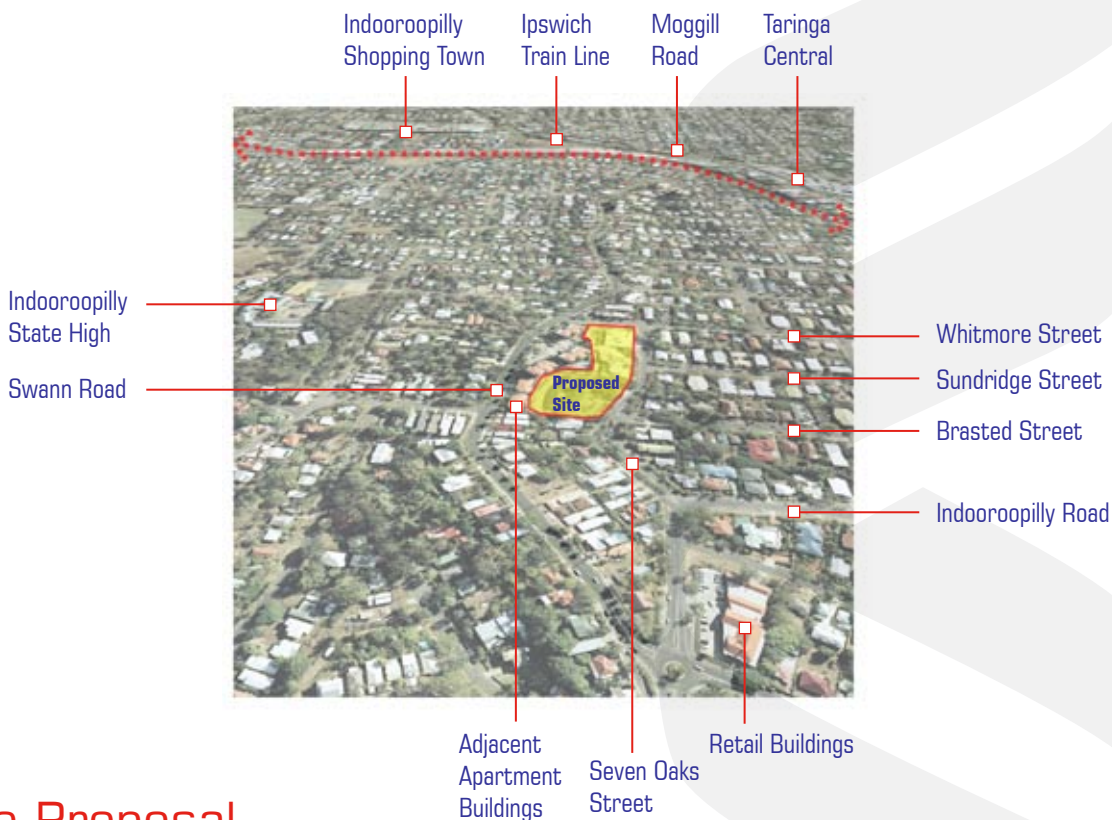 Indooroopilly
Shopping Town
Ipswich
Train Line
Moggill
Road
Taringa
Central
Indooroopilly
State High
Swann Road
Proposed
Site
Whitmore Street
Sundridge Street
Brasted Street
Indooroopilly Road
Adjacent
Apartment
Buildings
Seven Oaks
Street
Retail Buildings
Proposal